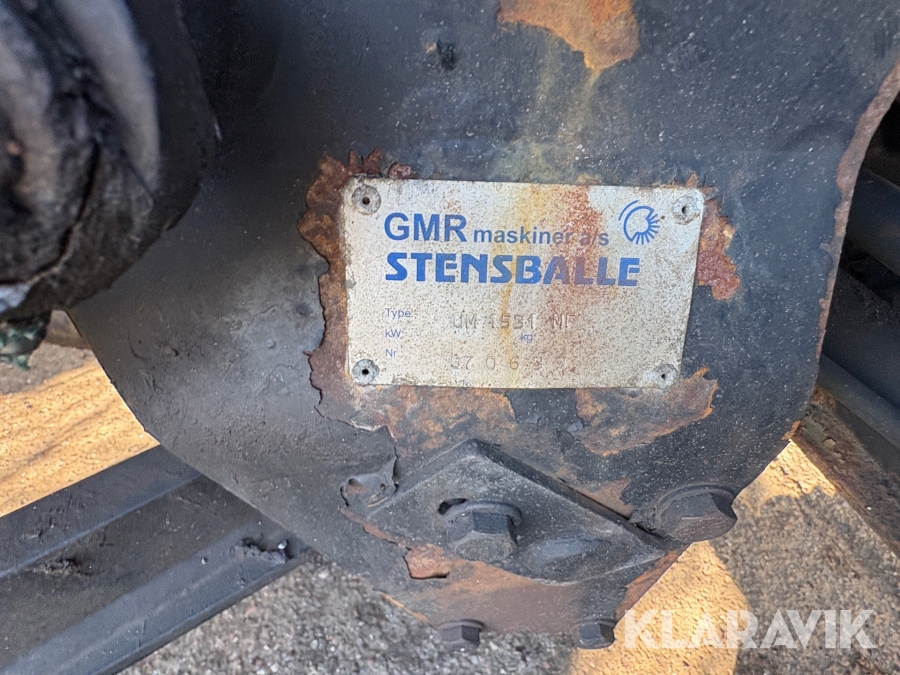 GMR maskiner a/s
STENSBALLE
Type:
kW: kg:
Nr.
KLARAVIK